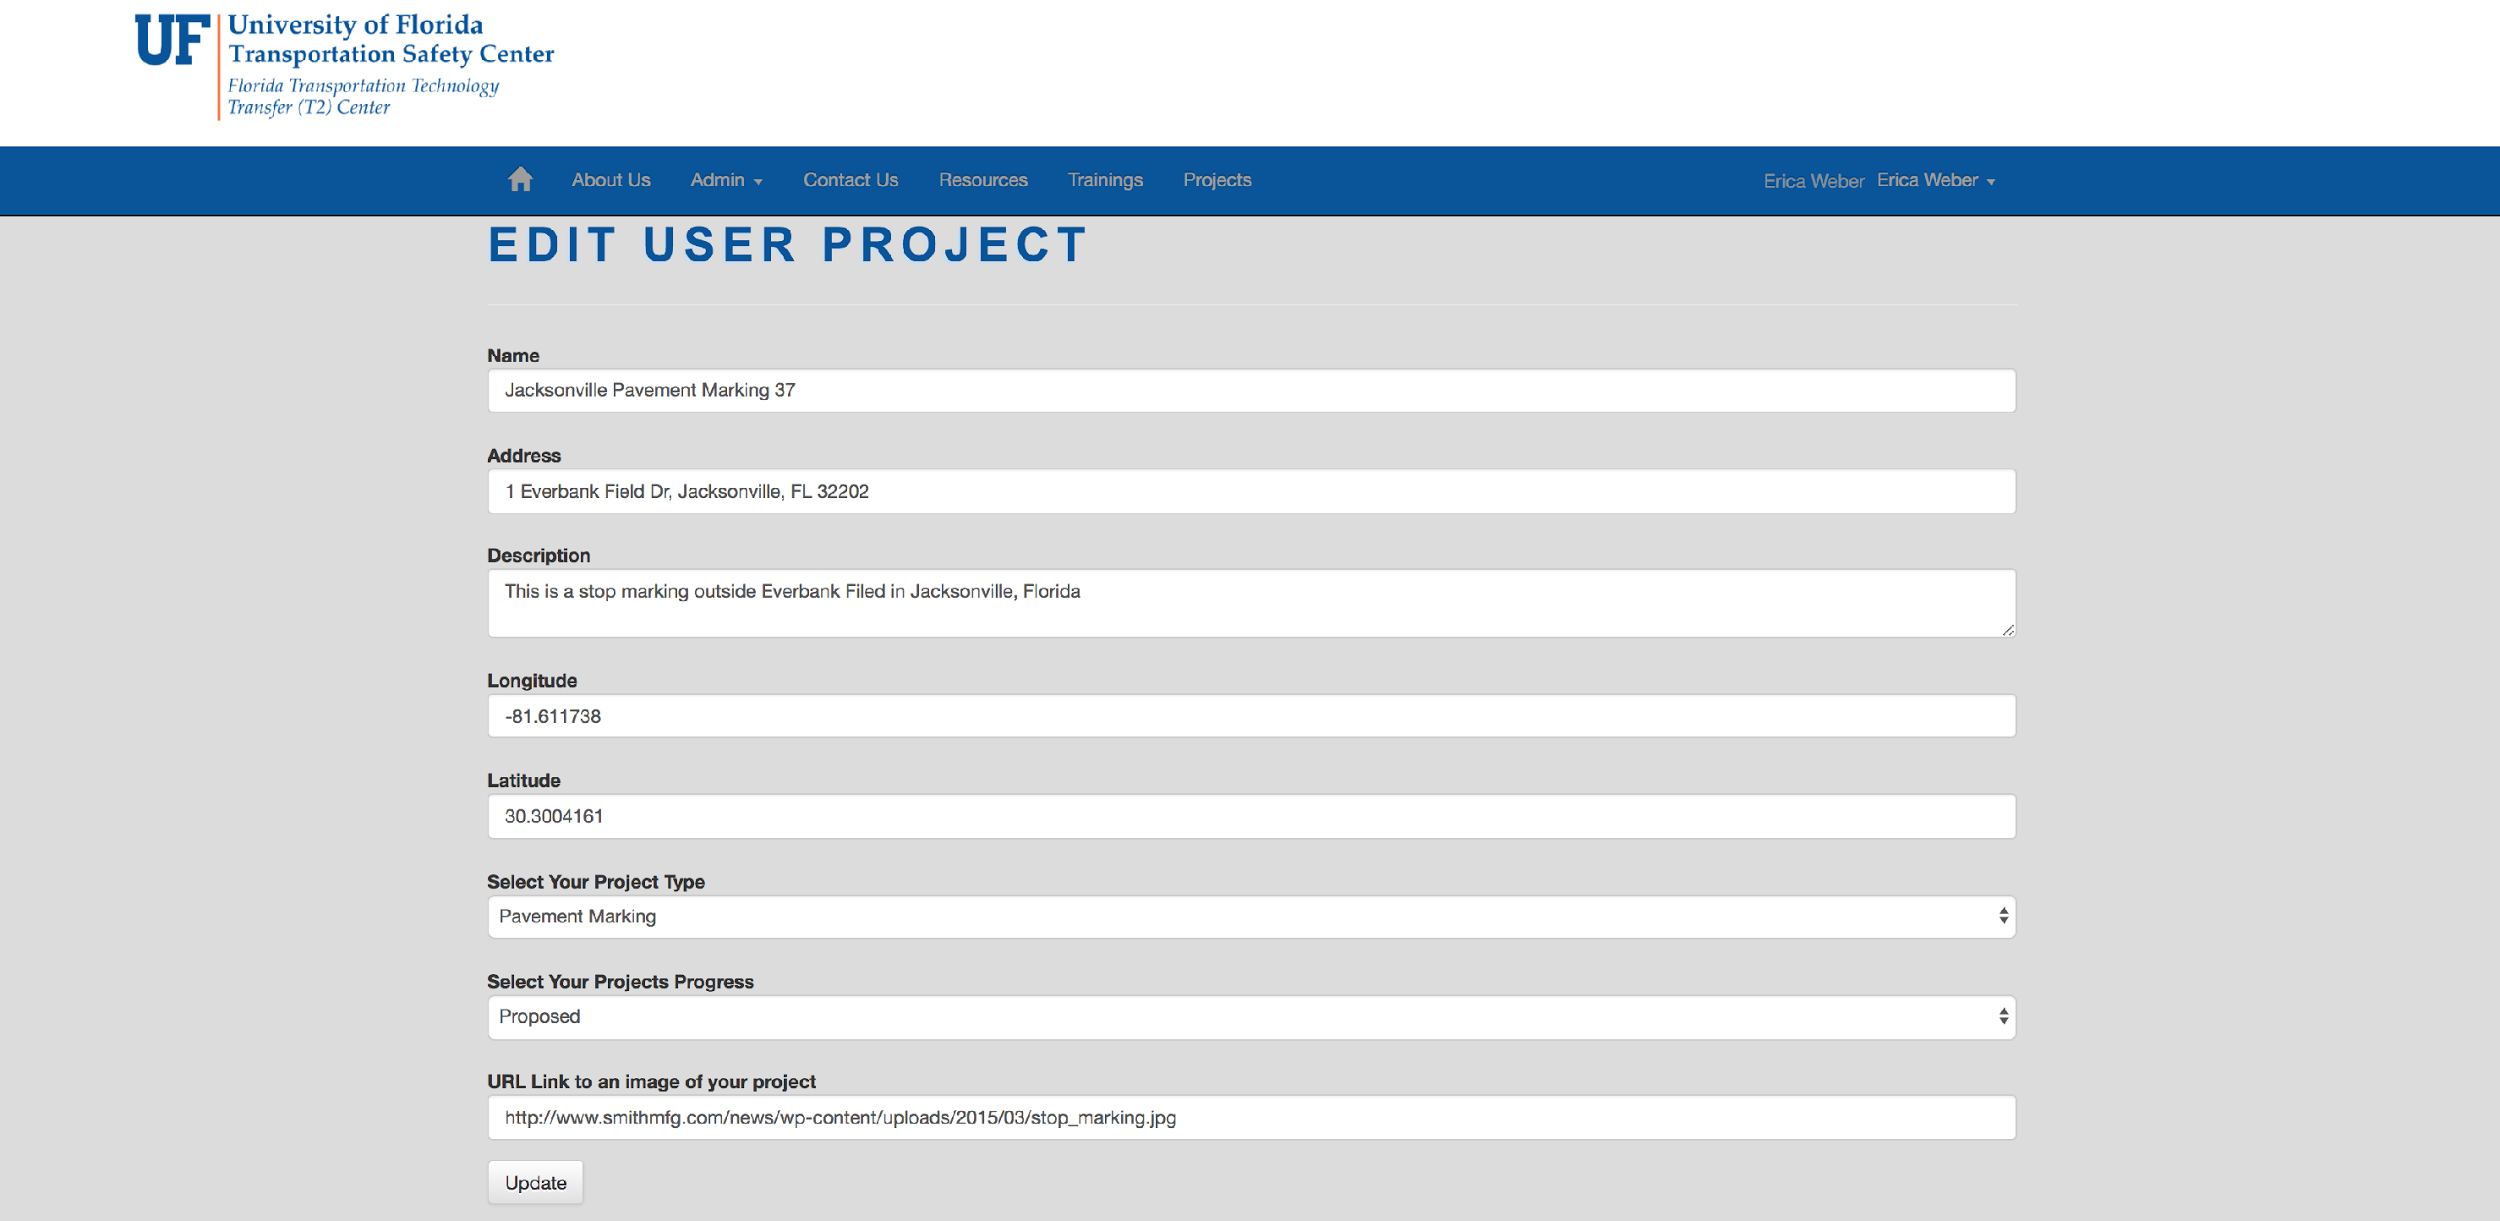 UF
University of Florida
Transportation Safety Center
Florida Transportation Technology
Transfer (T2) Center
About Us Admin Contact Us Resources Trainings Projects Erica Weber Erica Weber
EDIT USER PROJECT
Name
Jacksonville Pavement Marking 37
Address
1 Everbank Field Dr, Jacksonville, FL 32202
Description
This is a stop marking outside Everbank Filed in Jacksonville, Florida
Longitude
-81.611738
Latitude
30.3004161
Select Your Project Type
Pavement Marking
Select Your Projects Progress
Proposed
URL Link to an image of your project
http://www.smithmfg.com/news/wp-content/uploads/2015/03/stop_marking.jpg
Update